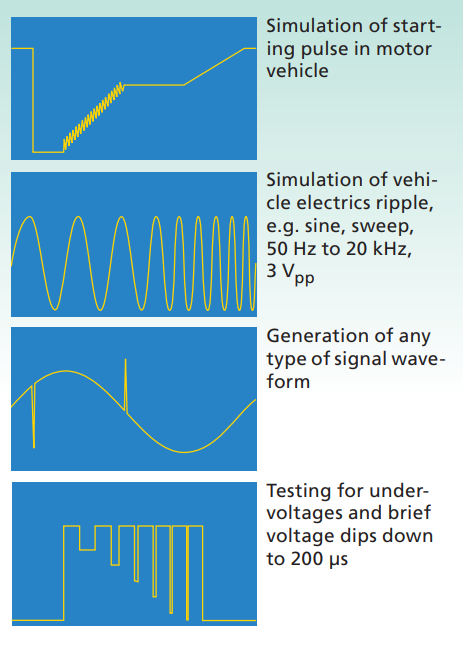 Simulation of start-
ing pulse in motor
vehicle
Simulation of vehi-
cle electrics ripple,
e.g. sine, sweep,
50 Hz to 20 kHz,
3 Vpp
Generation of any
type of signal wave-
form
Testing for under-
voltages and brief
voltage dips down
to 200 µs